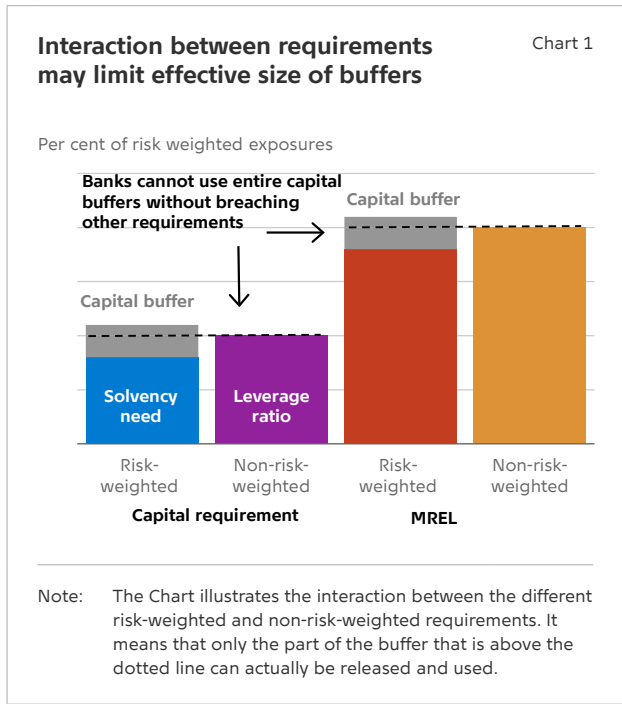 Interaction between requirements
may limit effective size of buffers
Chart 1
Per cent of risk weighted exposures
Banks cannot use entire capital
buffers without breaching
other requirements
Capital buffer
Capital buffer
Solvency
need
Leverage
ratio
Risk-
weighted
Non-risk-
weighted
Risk-
weighted
Non-risk-
weighted
Capital requirement
MREL
Note: The Chart illustrates the interaction between the different
risk-weighted and non-risk-weighted requirements. It
means that only the part of the buffer that is above the
dotted line can actually be released and used.